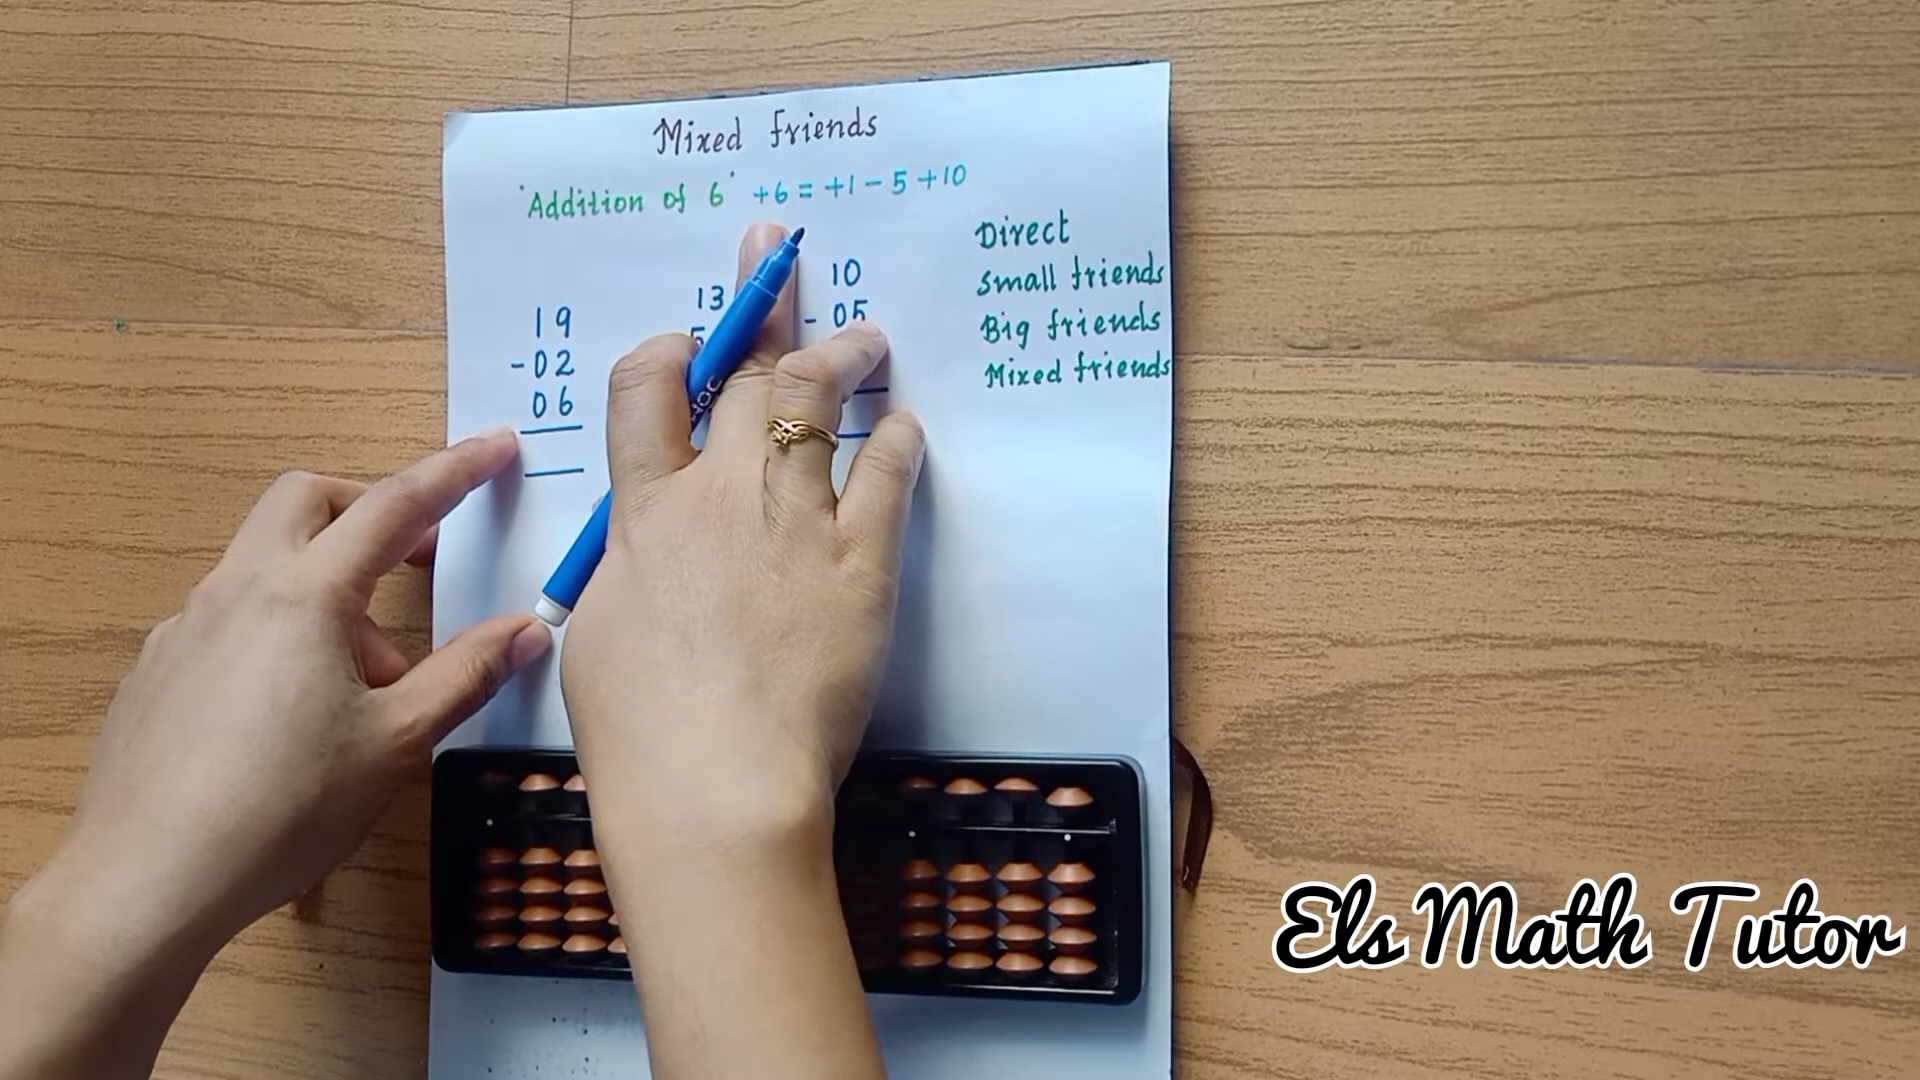 Mixed friends
"Addition of 6" +6 = +1 - 5 +10
Direct
Small friends
Big friends
Mixed friends
19
-02
06
13
5
10
- 05
Els Math Tutor